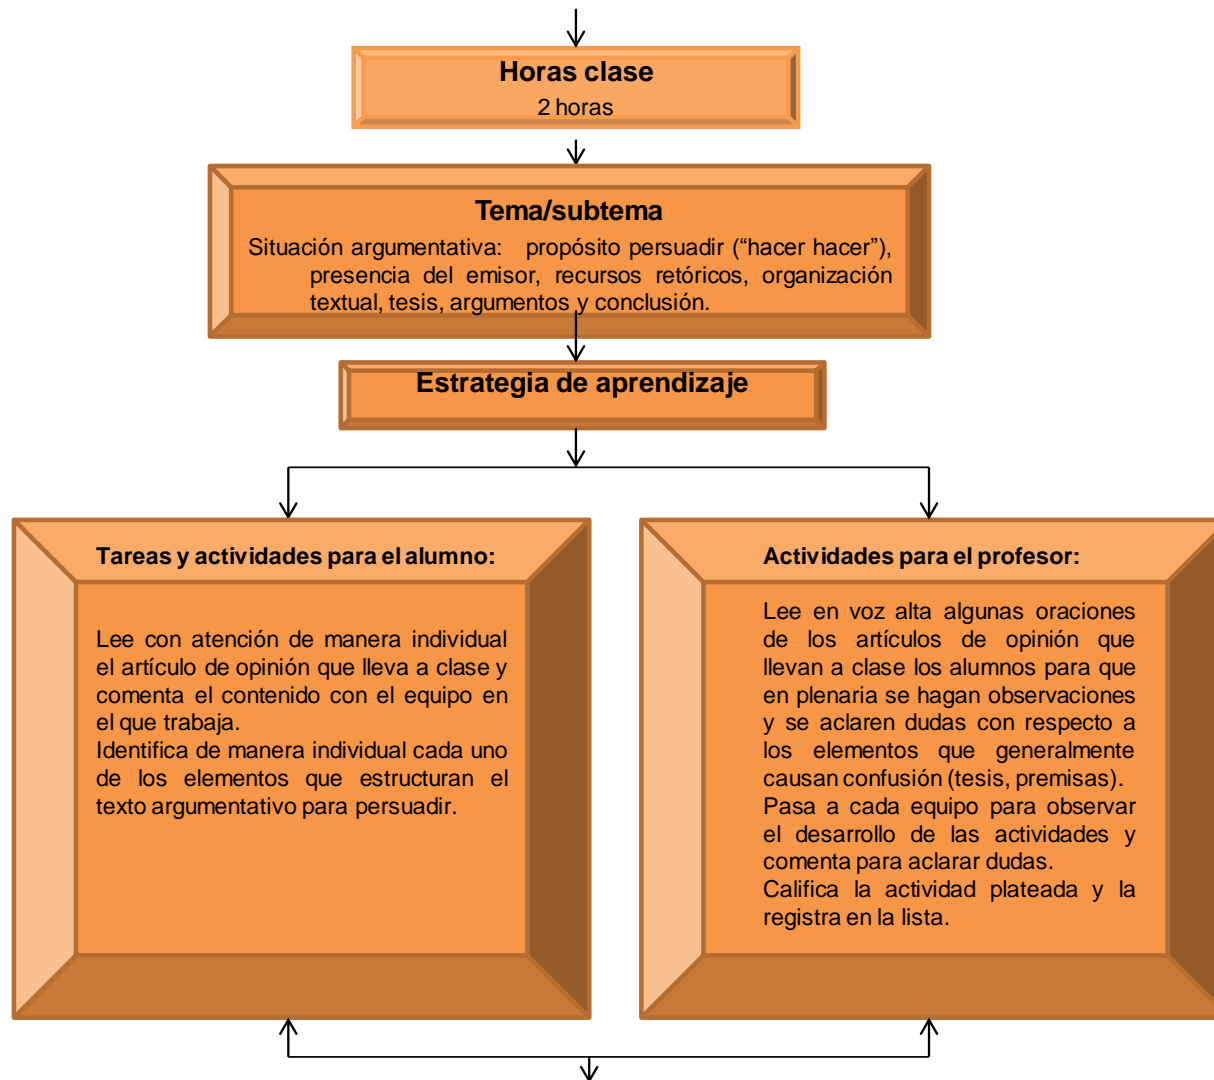 Horas clase
2 horas
Tema/subtema
Situación argumentativa: propósito persuadir (“hacer hacer”),
presencia del emisor, recursos retóricos, organización
textual, tesis, argumentos y conclusión.
Estrategia de aprendizaje
Tareas y actividades para el alumno:
Lee con atención de manera individual
el artículo de opinión que lleva a clase y
comenta el contenido con el equipo en
el que trabaja.
Identifica de manera individual cada uno
de los elementos que estructuran el
texto argumentativo para persuadir.
Actividades para el profesor:
Lee en voz alta algunas oraciones
de los artículos de opinión que
llevan a clase los alumnos para que
en plenaria se hagan observaciones
y se aclaren dudas con respecto a
los elementos que generalmente
causan confusión (tesis, premisas).
Pasa a cada equipo para observar
el desarrollo de las actividades y
comenta para aclarar dudas.
Califica la actividad plateada y la
registra en la lista.